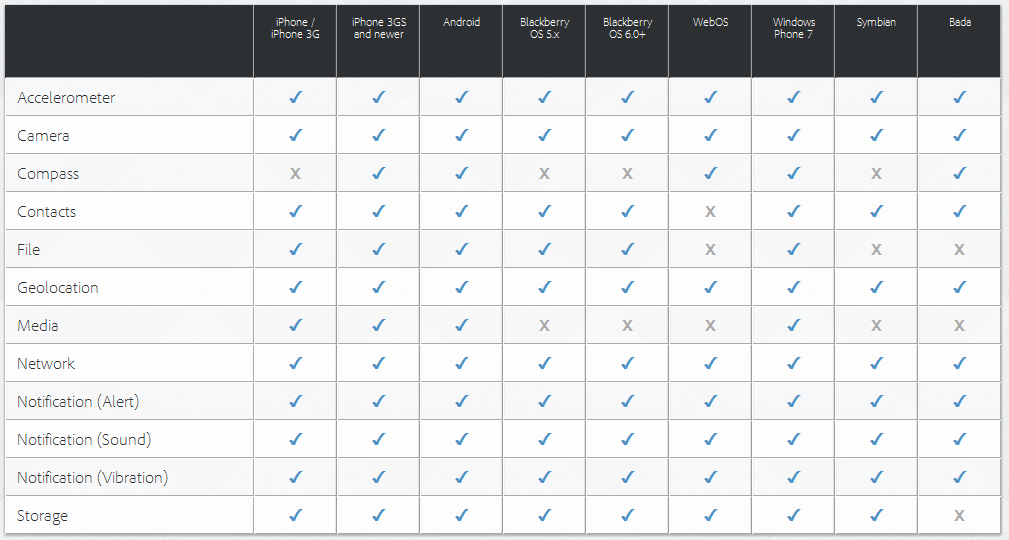 iPhone /
iPhone 3G
iPhone 3GS
and newer
Android
Blackberry
OS 5.x
Blackberry
OS 6.0+
WebOS
Windows
Phone 7
Symbian
Bada
Accelerometer ✓ ✓ ✓ ✓ ✓ ✓ ✓ ✓ ✓
Camera ✓ ✓ ✓ ✓ ✓ ✓ ✓ ✓ ✓
Compass X ✓ ✓ X X ✓ ✓ X ✓
Contacts ✓ ✓ ✓ ✓ ✓ X ✓ ✓ ✓
File ✓ ✓ ✓ ✓ ✓ X ✓ X X
Geolocation ✓ ✓ ✓ ✓ ✓ ✓ ✓ ✓ ✓
Media ✓ ✓ ✓ X X X ✓ X X
Network ✓ ✓ ✓ ✓ ✓ ✓ ✓ ✓ ✓
Notification (Alert) ✓ ✓ ✓ ✓ ✓ ✓ ✓ ✓ ✓
Notification (Sound) ✓ ✓ ✓ ✓ ✓ ✓ ✓ ✓ ✓
Notification (Vibration) ✓ ✓ ✓ ✓ ✓ ✓ ✓ ✓ ✓
Storage ✓ ✓ ✓ ✓ ✓ ✓ ✓ ✓ X